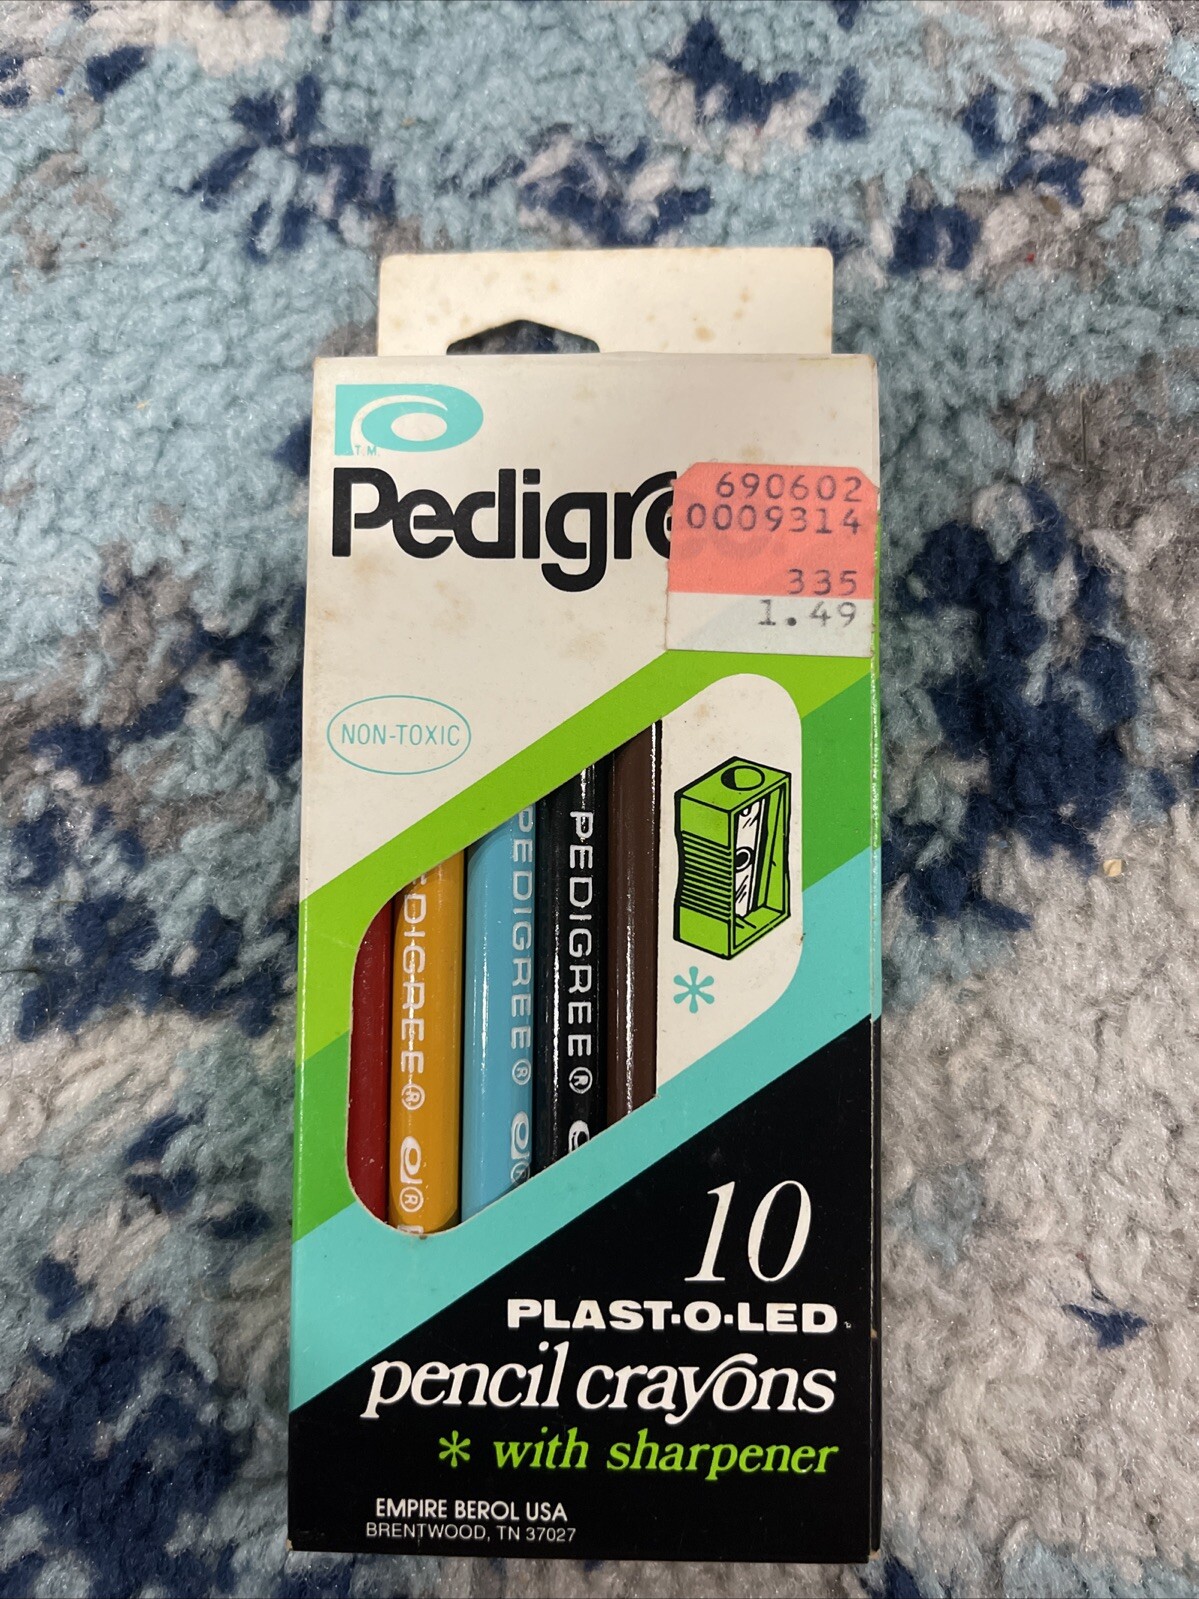 T.M.
Pedigree
690602
0009314
335
1.49
NON-TOXIC
DIGREE® ®
PEDIGREE® ®
PEDIGREE®
*
10
PLAST-O-LED
pencil crayons
* with sharpener
EMPIRE BEROL USA
BRENTWOOD, TN 37027